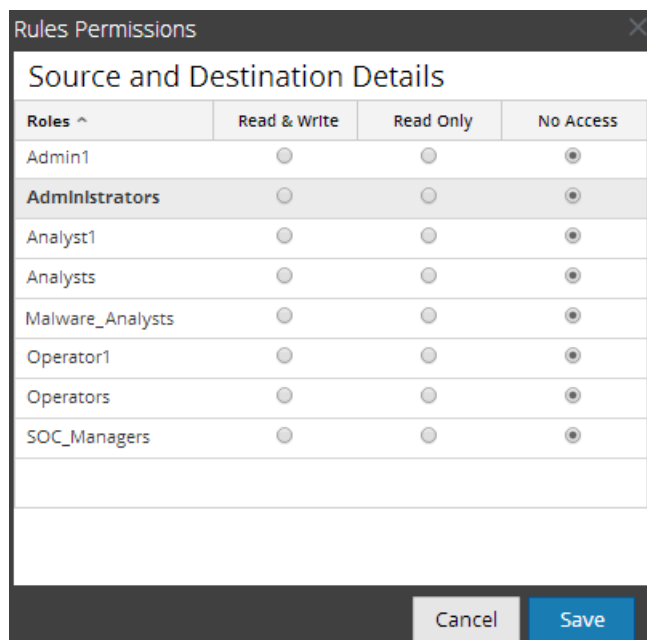 Rules Permissions
Source and Destination Details
Roles Read & Write Read Only No Access
Admin1
Administrators
Analyst1
Analysts
Malware_Analysts
Operator1
Operators
SOC_Managers
Cancel Save